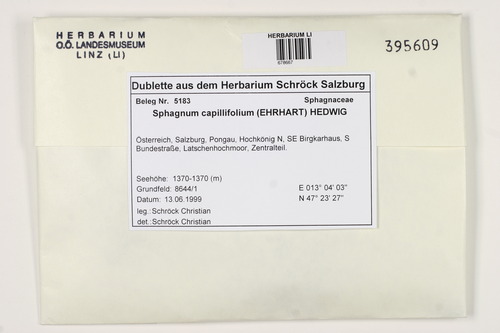 HERBARIUM
O.Ö. LANDESMUSEUM
LINZ (LI)
HERBARIUM LI
395609
Dublette aus dem Herbarium Schröck Salzburg
Beleg Nr. 5183 Sphagnaceae
Sphagnum capillifolium (EHRHART) HEDWIG
Österreich, Salzburg, Pongau, Hochkönig N, SE Birgkarhaus, S
Bundestraße, Latschenhochmoor, Zentralteil.
Seehöhe: 1370-1370 (m)
Grundfeld: 8644/1 E 013° 04' 03"
Datum: 13.06.1999 N 47° 23' 27"
leg.: Schröck Christian
det.: Schröck Christian